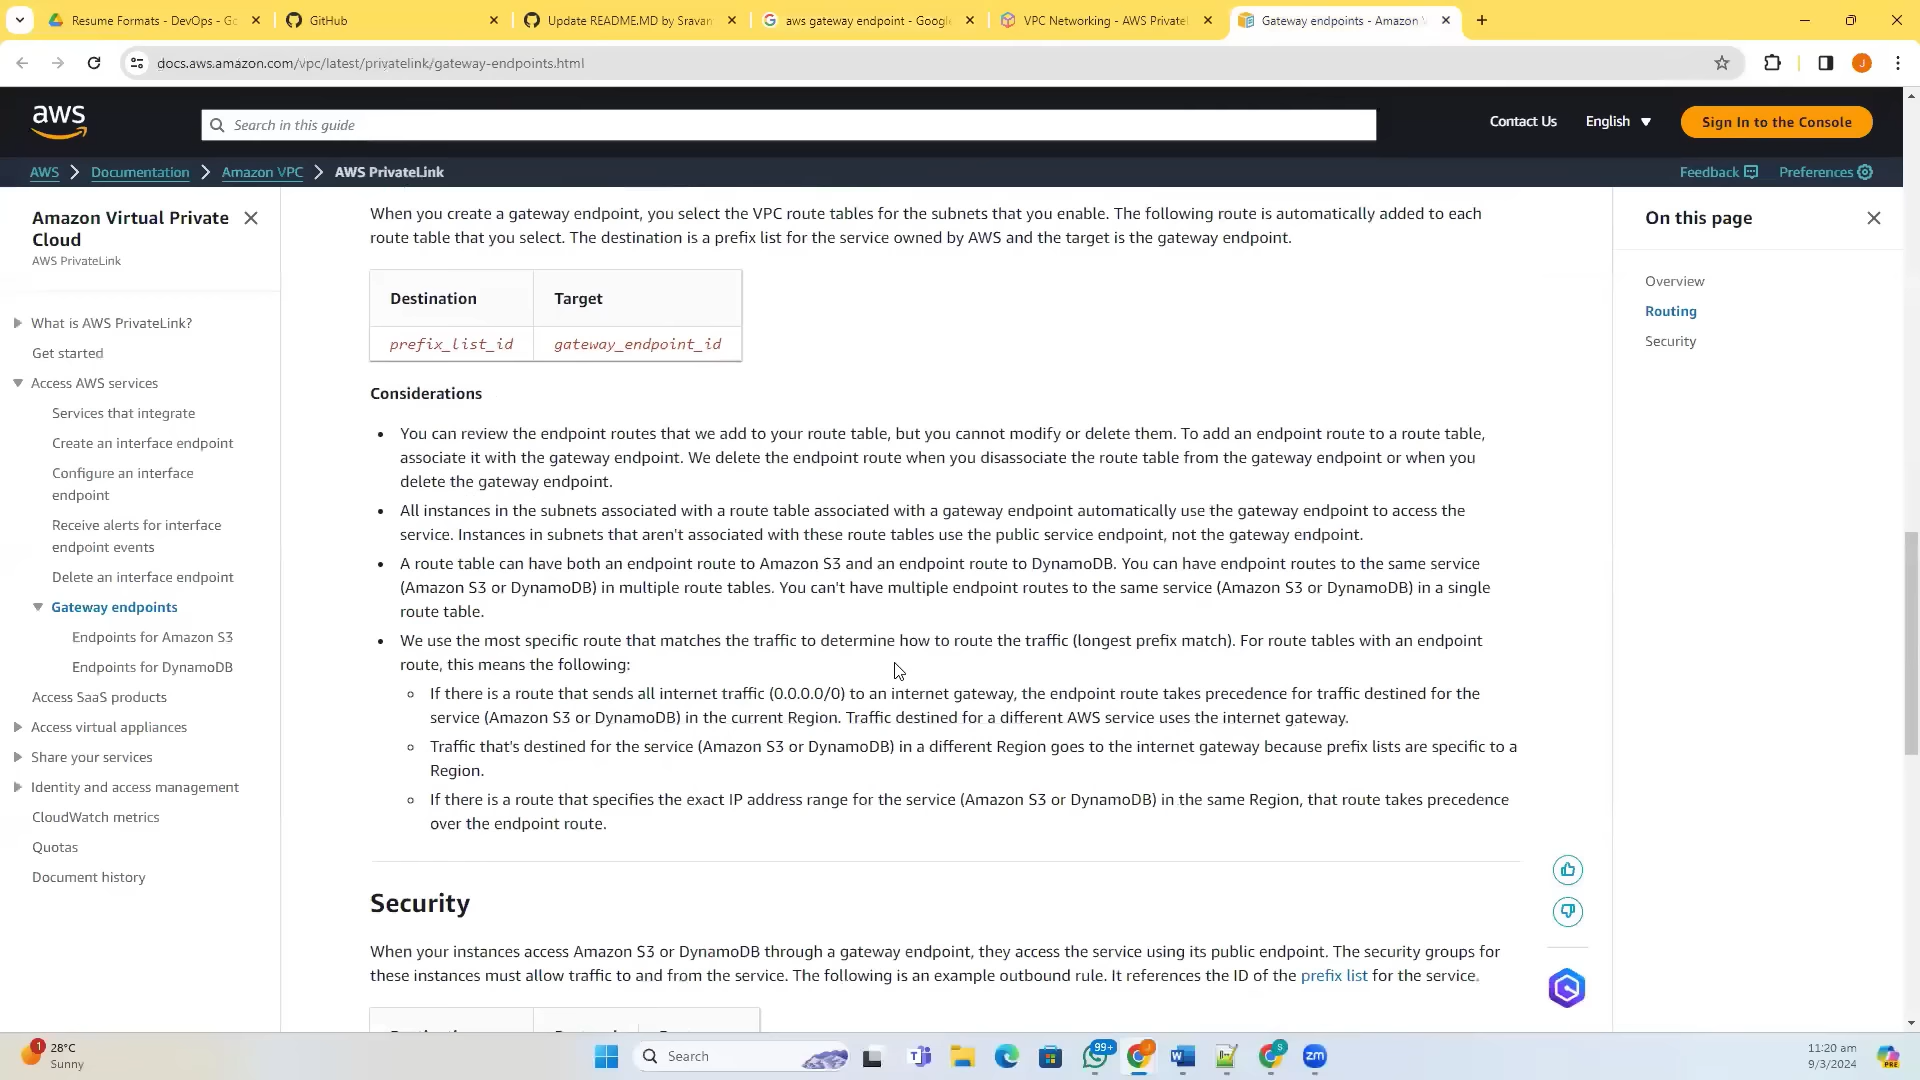 Resume Formats - DevOps - Go
GitHub
Update README.MD by Sravan
aws gateway endpoint - Google
VPC Networking - AWS PrivateL
Gateway endpoints - Amazon V
docs.aws.amazon.com/vpc/latest/privatelink/gateway-endpoints.html
J
aws
Search in this guide
Contact Us
English
Sign In to the Console
AWS
Documentation
Amazon VPC
AWS PrivateLink
Feedback
Preferences
Amazon Virtual Private
Cloud
AWS PrivateLink
What is AWS PrivateLink?
Get started
Access AWS services
Services that integrate
Create an interface endpoint
Configure an interface
endpoint
Receive alerts for interface
endpoint events
Delete an interface endpoint
Gateway endpoints
Endpoints for Amazon S3
Endpoints for DynamoDB
Access SaaS products
Access virtual appliances
Share your services
Identity and access management
CloudWatch metrics
Quotas
Document history
When you create a gateway endpoint, you select the VPC route tables for the subnets that you enable. The following route is automatically added to each
route table that you select. The destination is a prefix list for the service owned by AWS and the target is the gateway endpoint.
Destination Target
prefix_list_id gateway_endpoint_id
Considerations
• You can review the endpoint routes that we add to your route table, but you cannot modify or delete them. To add an endpoint route to a route table,
associate it with the gateway endpoint. We delete the endpoint route when you disassociate the route table from the gateway endpoint or when you
delete the gateway endpoint.
• All instances in the subnets associated with a route table associated with a gateway endpoint automatically use the gateway endpoint to access the
service. Instances in subnets that aren't associated with these route tables use the public service endpoint, not the gateway endpoint.
• A route table can have both an endpoint route to Amazon S3 and an endpoint route to DynamoDB. You can have endpoint routes to the same service
(Amazon S3 or DynamoDB) in multiple route tables. You can't have multiple endpoint routes to the same service (Amazon S3 or DynamoDB) in a single
route table.
• We use the most specific route that matches the traffic to determine how to route the traffic (longest prefix match). For route tables with an endpoint
route, this means the following:
◦ If there is a route that sends all internet traffic (0.0.0.0/0) to an internet gateway, the endpoint route takes precedence for traffic destined for the
service (Amazon S3 or DynamoDB) in the current Region. Traffic destined for a different AWS service uses the internet gateway.
◦ Traffic that's destined for the service (Amazon S3 or DynamoDB) in a different Region goes to the internet gateway because prefix lists are specific to a
Region.
◦ If there is a route that specifies the exact IP address range for the service (Amazon S3 or DynamoDB) in the same Region, that route takes precedence
over the endpoint route.
Security
When your instances access Amazon S3 or DynamoDB through a gateway endpoint, they access the service using its public endpoint. The security groups for
these instances must allow traffic to and from the service. The following is an example outbound rule. It references the ID of the prefix list for the service.
On this page
Overview
Routing
Security
1
28°C
Sunny
Search
99+
zm
11:20 am
9/3/2024